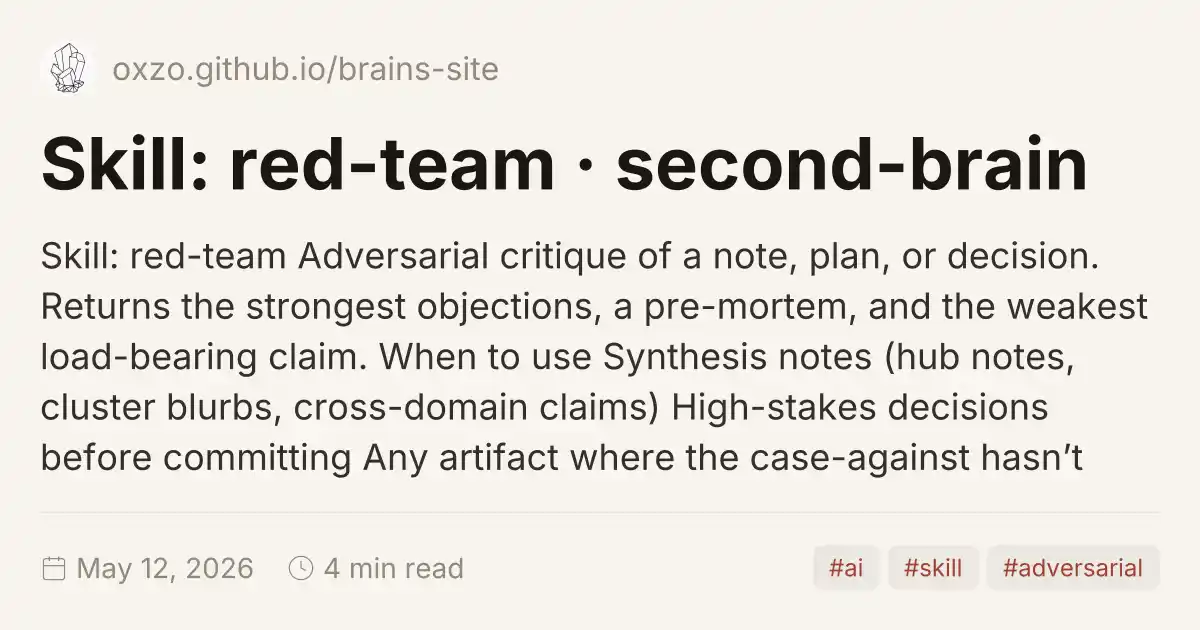 oxzo.github.io/brains-site
Skill: red-team · second-brain
Skill: red-team Adversarial critique of a note, plan, or decision.
Returns the strongest objections, a pre-mortem, and the weakest
load-bearing claim. When to use Synthesis notes (hub notes,
cluster blurbs, cross-domain claims) High-stakes decisions
before committing Any artifact where the case-against hasn’t
May 12, 2026 4 min read #ai #skill #adversarial